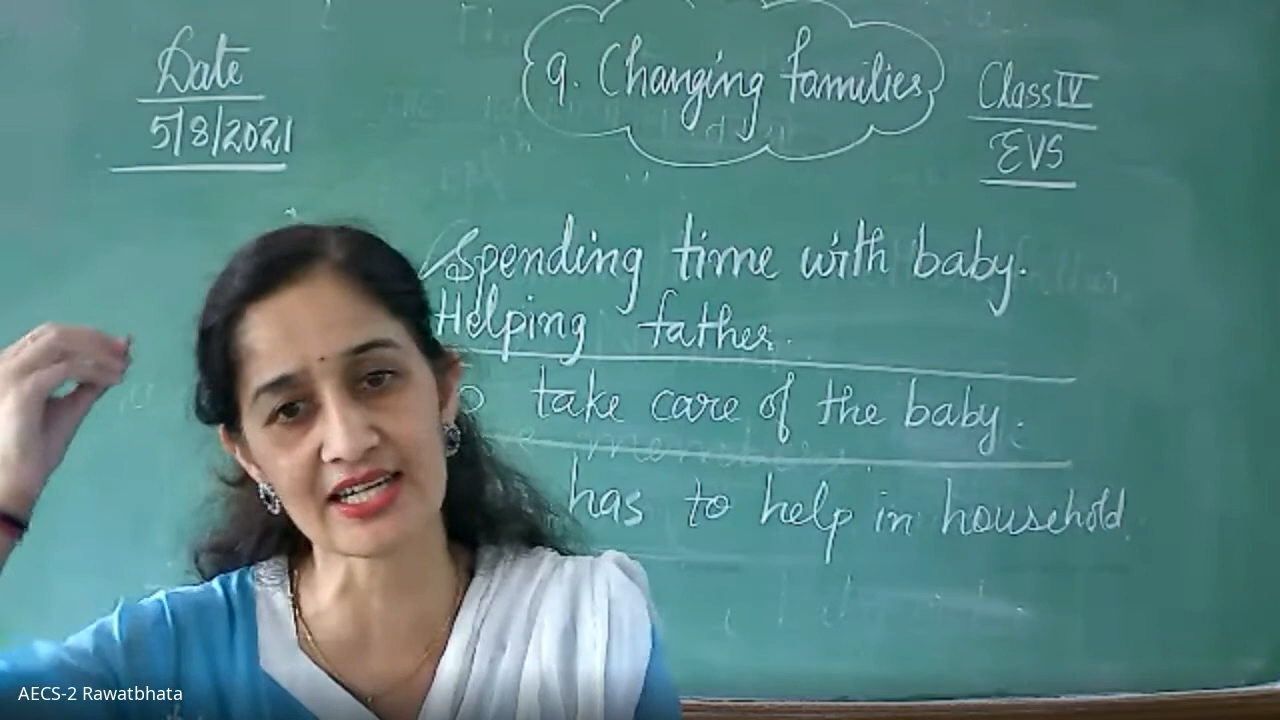 Date
5/8/2021
9. Changing families
Class IV
EVS
Spending time with baby.
Helping father.
take care of the baby.
has to help in household
AECS-2 Rawatbhata